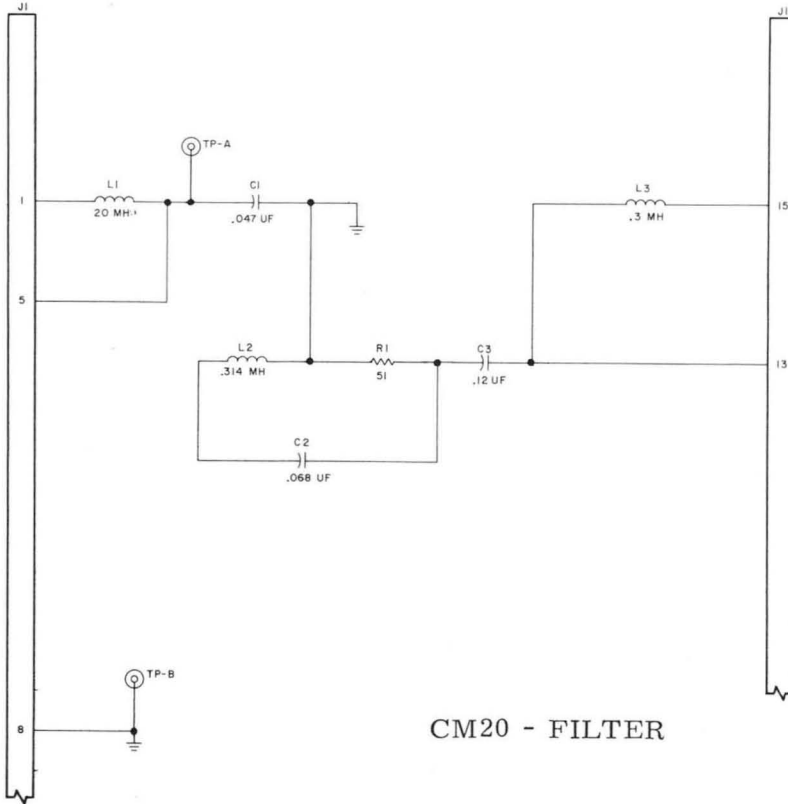 J1
J1
TP-A
L1
C1
L3
1
20 MH
.047 UF
.3 MH
15
5
L2
R1
C3
.314 MH
51
.12 UF
13
C2
.068 UF
TP-B
8
CM20 - FILTER